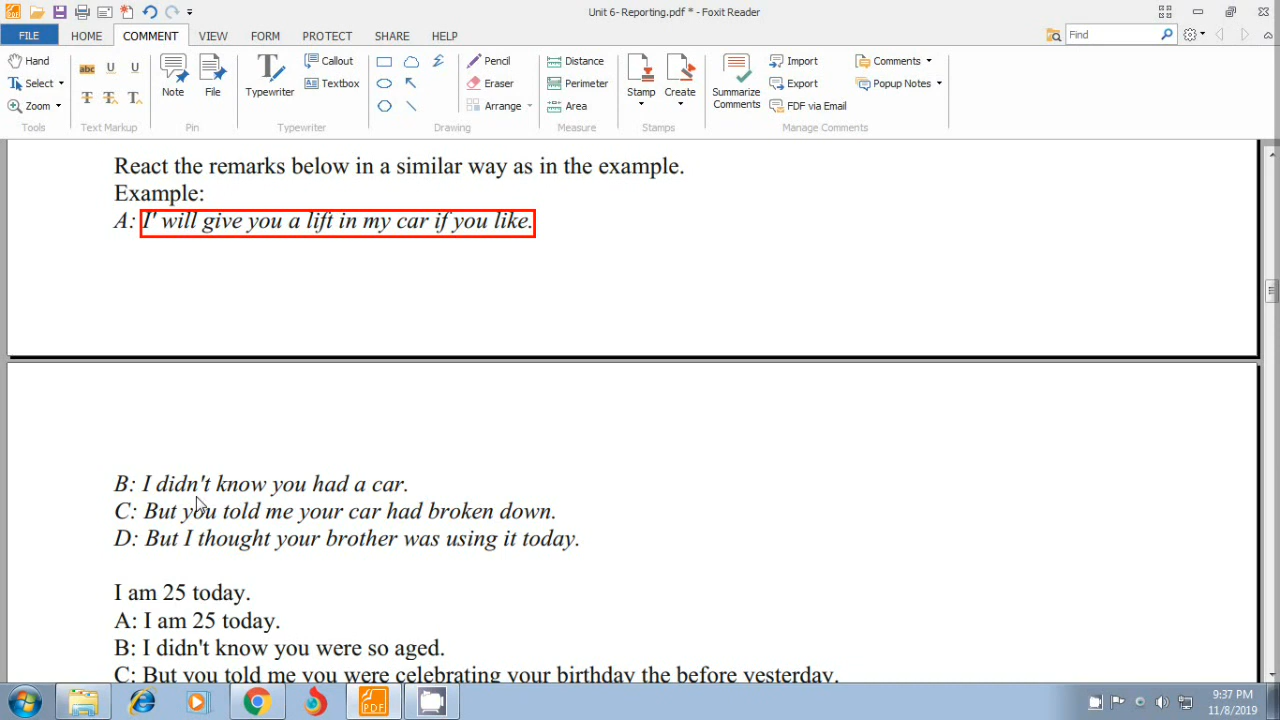 Unit 6- Reporting.pdf * - Foxit Reader
FILE HOME COMMENT VIEW FORM PROTECT SHARE HELP
Find
Hand
Select
Zoom
Tools
abc U U
T T T
Text Markup
Note
File
Pin
Typewriter
Callout
Textbox
Typewriter
Pencil
Eraser
Arrange
Drawing
Distance
Perimeter
Area
Measure
Stamp
Create
Stamps
Summarize
Comments
Import
Export
FDF via Email
Comments
Popup Notes
Manage Comments
React the remarks below in a similar way as in the example.
Example:
A: I' will give you a lift in my car if you like.
B: I didn't know you had a car.
C: But you told me your car had broken down.
D: But I thought your brother was using it today.
I am 25 today.
A: I am 25 today.
B: I didn't know you were so aged.
C: But you told me you were celebrating your birthday the before yesterday.
PDF
9:37 PM
11/8/2019